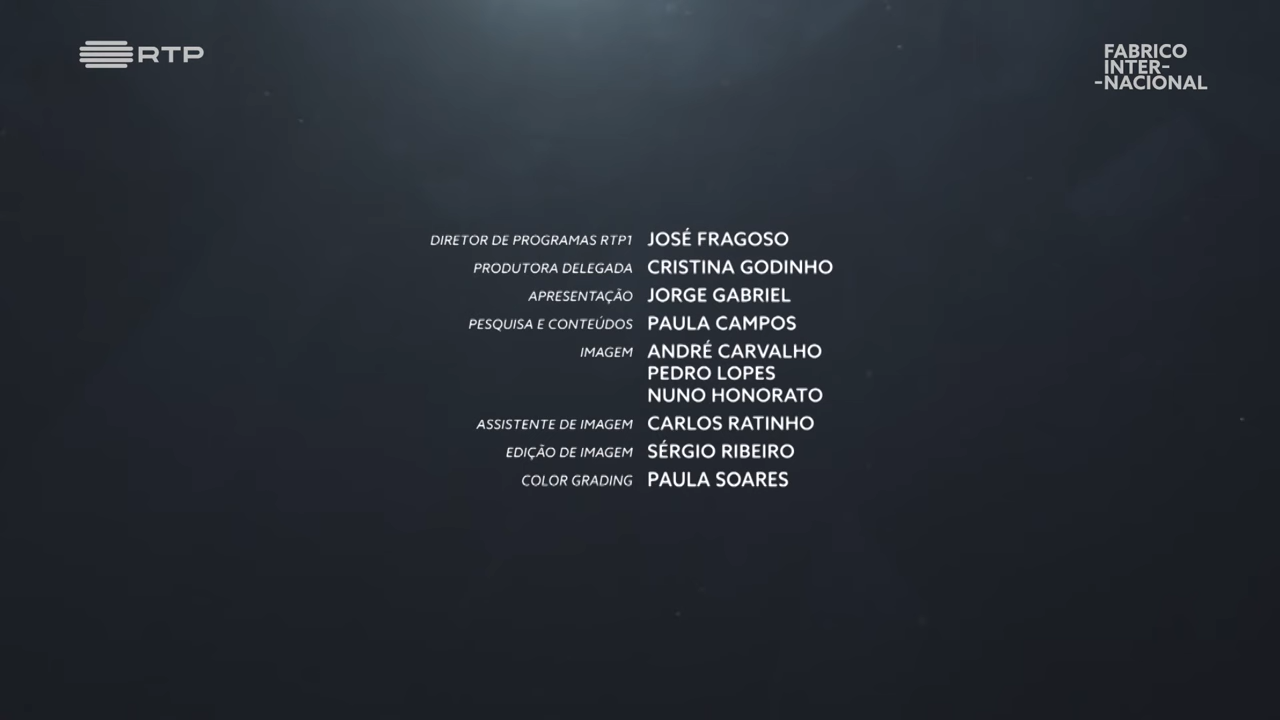 RTP
FABRICO
INTER-
-NACIONAL
DIRETOR DE PROGRAMAS RTP1 JOSÉ FRAGOSO
PRODUTORA DELEGADA CRISTINA GODINHO
APRESENTAÇÃO JORGE GABRIEL
PESQUISA E CONTEÚDOS PAULA CAMPOS
IMAGEM ANDRÉ CARVALHO
PEDRO LOPES
NUNO HONORATO
ASSISTENTE DE IMAGEM CARLOS RATINHO
EDIÇÃO DE IMAGEM SÉRGIO RIBEIRO
COLOR GRADING PAULA SOARES